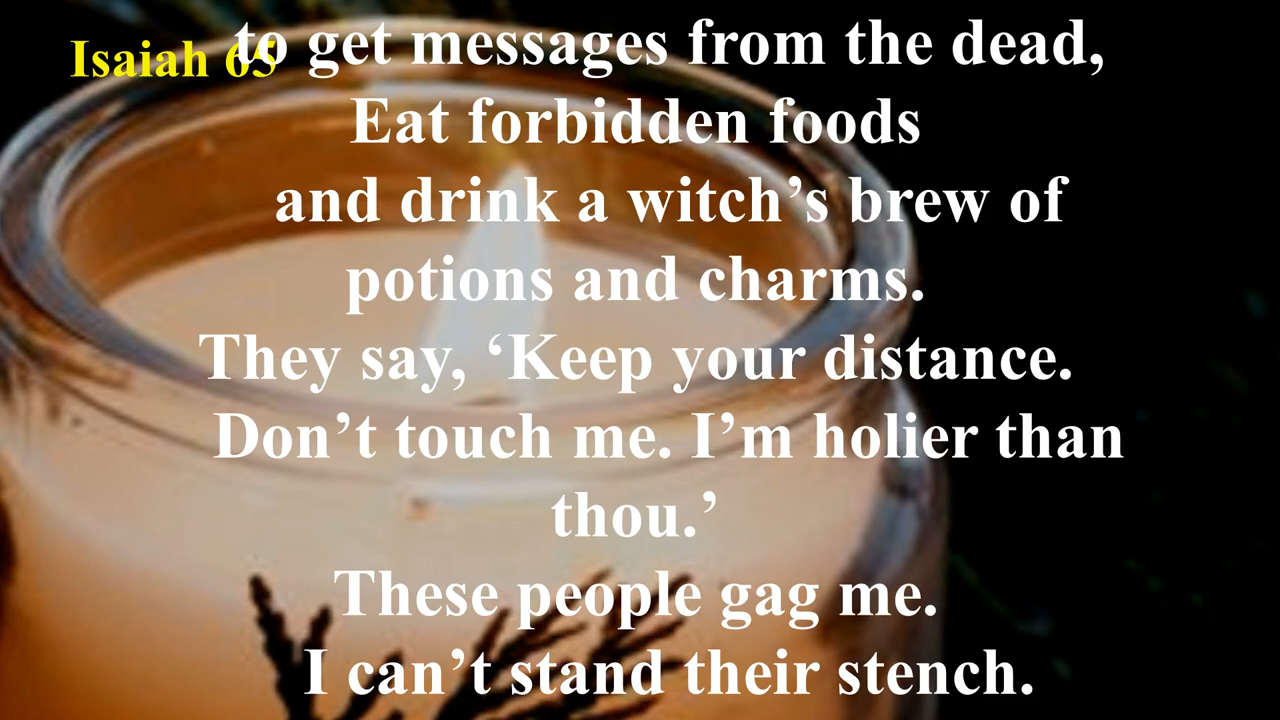 Isaiah 65
to get messages from the dead,
Eat forbidden foods
and drink a witch’s brew of
potions and charms.
They say, ‘Keep your distance.
Don’t touch me. I’m holier than
thou.’
These people gag me.
I can’t stand their stench.